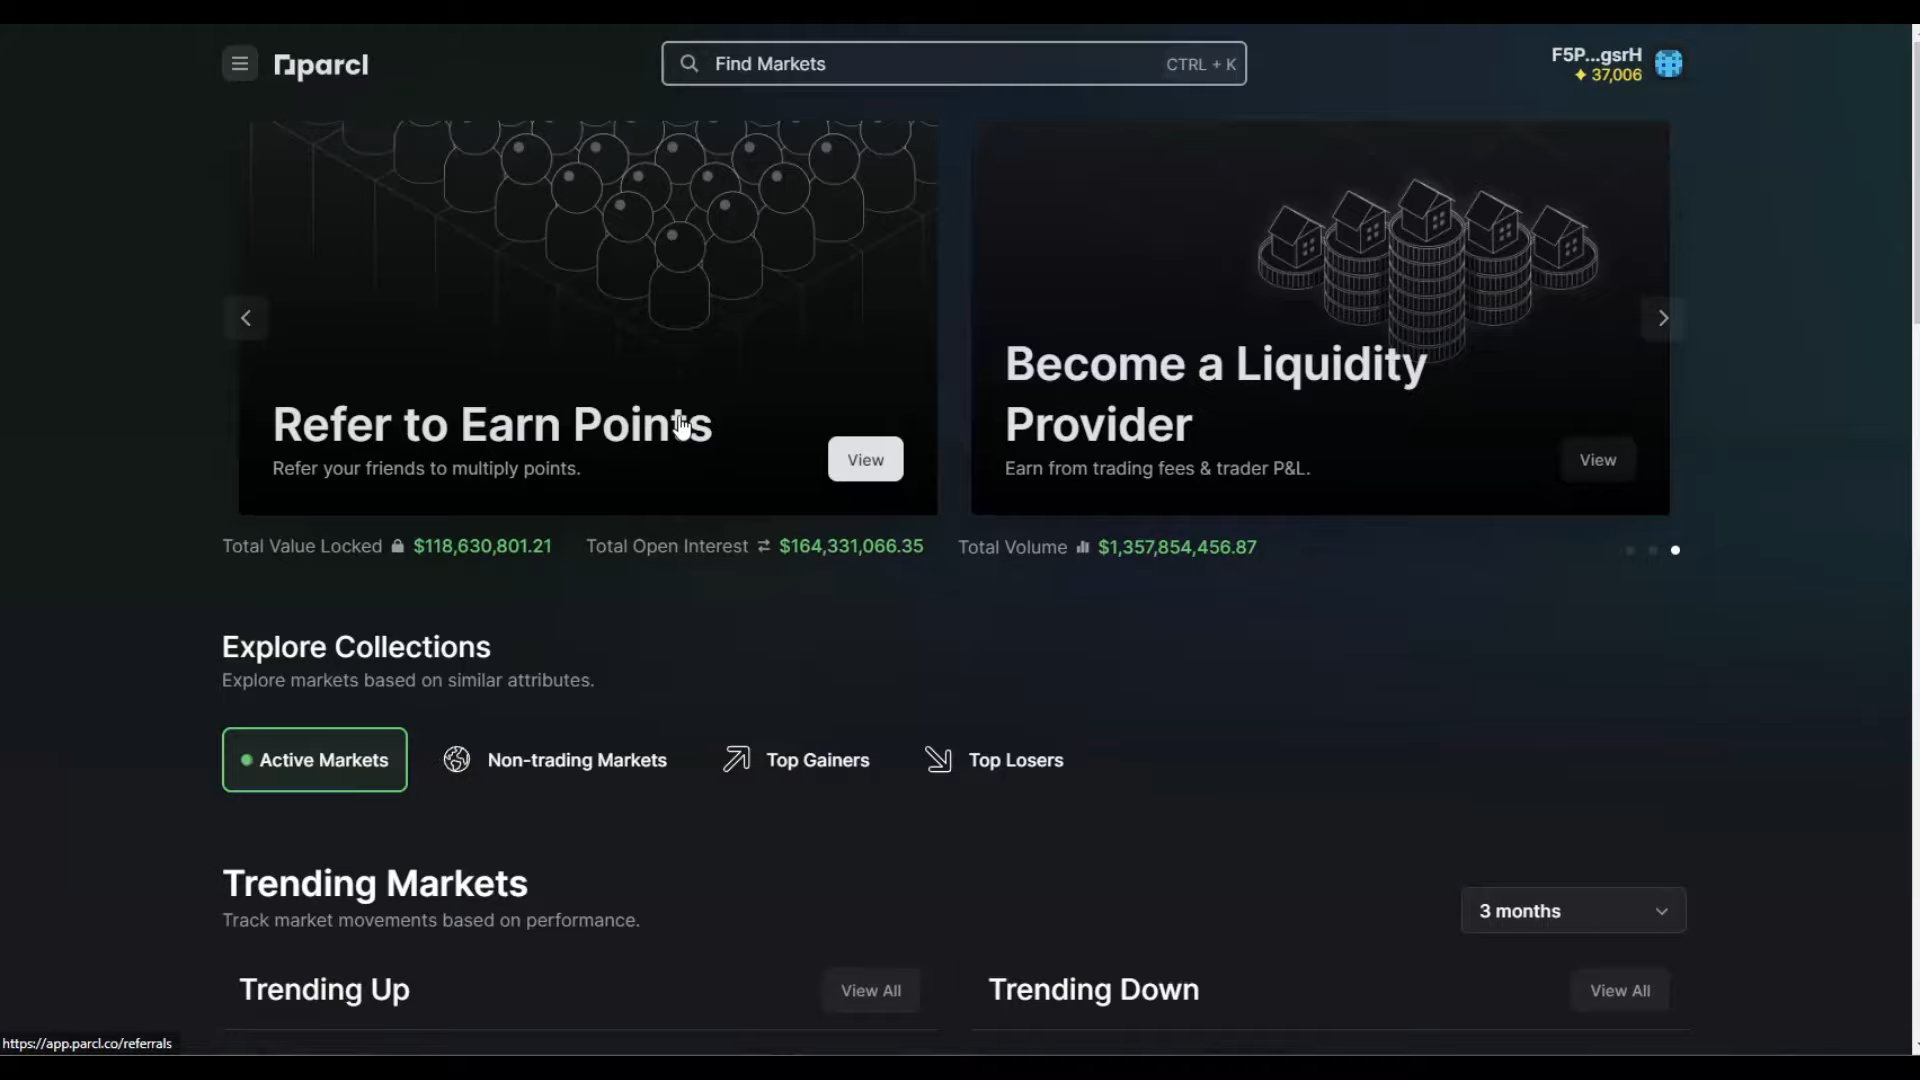 parcl
Find Markets
CTRL + K
F5P...gsrH
37,006
Refer to Earn Points
Refer your friends to multiply points.
View
Become a Liquidity
Provider
Earn from trading fees & trader P&L.
View
Total Value Locked $118,630,801.21
Total Open Interest $164,331,066.35
Total Volume $1,357,854,456.87
Explore Collections
Explore markets based on similar attributes.
Active Markets
Non-trading Markets
Top Gainers
Top Losers
Trending Markets
Track market movements based on performance.
3 months
Trending Up
View All
Trending Down
View All
https://app.parcl.co/referrals